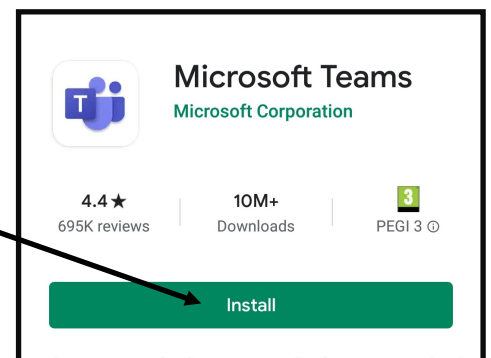 T
Microsoft Teams
Microsoft Corporation
4.4★ 10M+ 3
695K reviews Downloads PEGI 3 ⓘ
Install